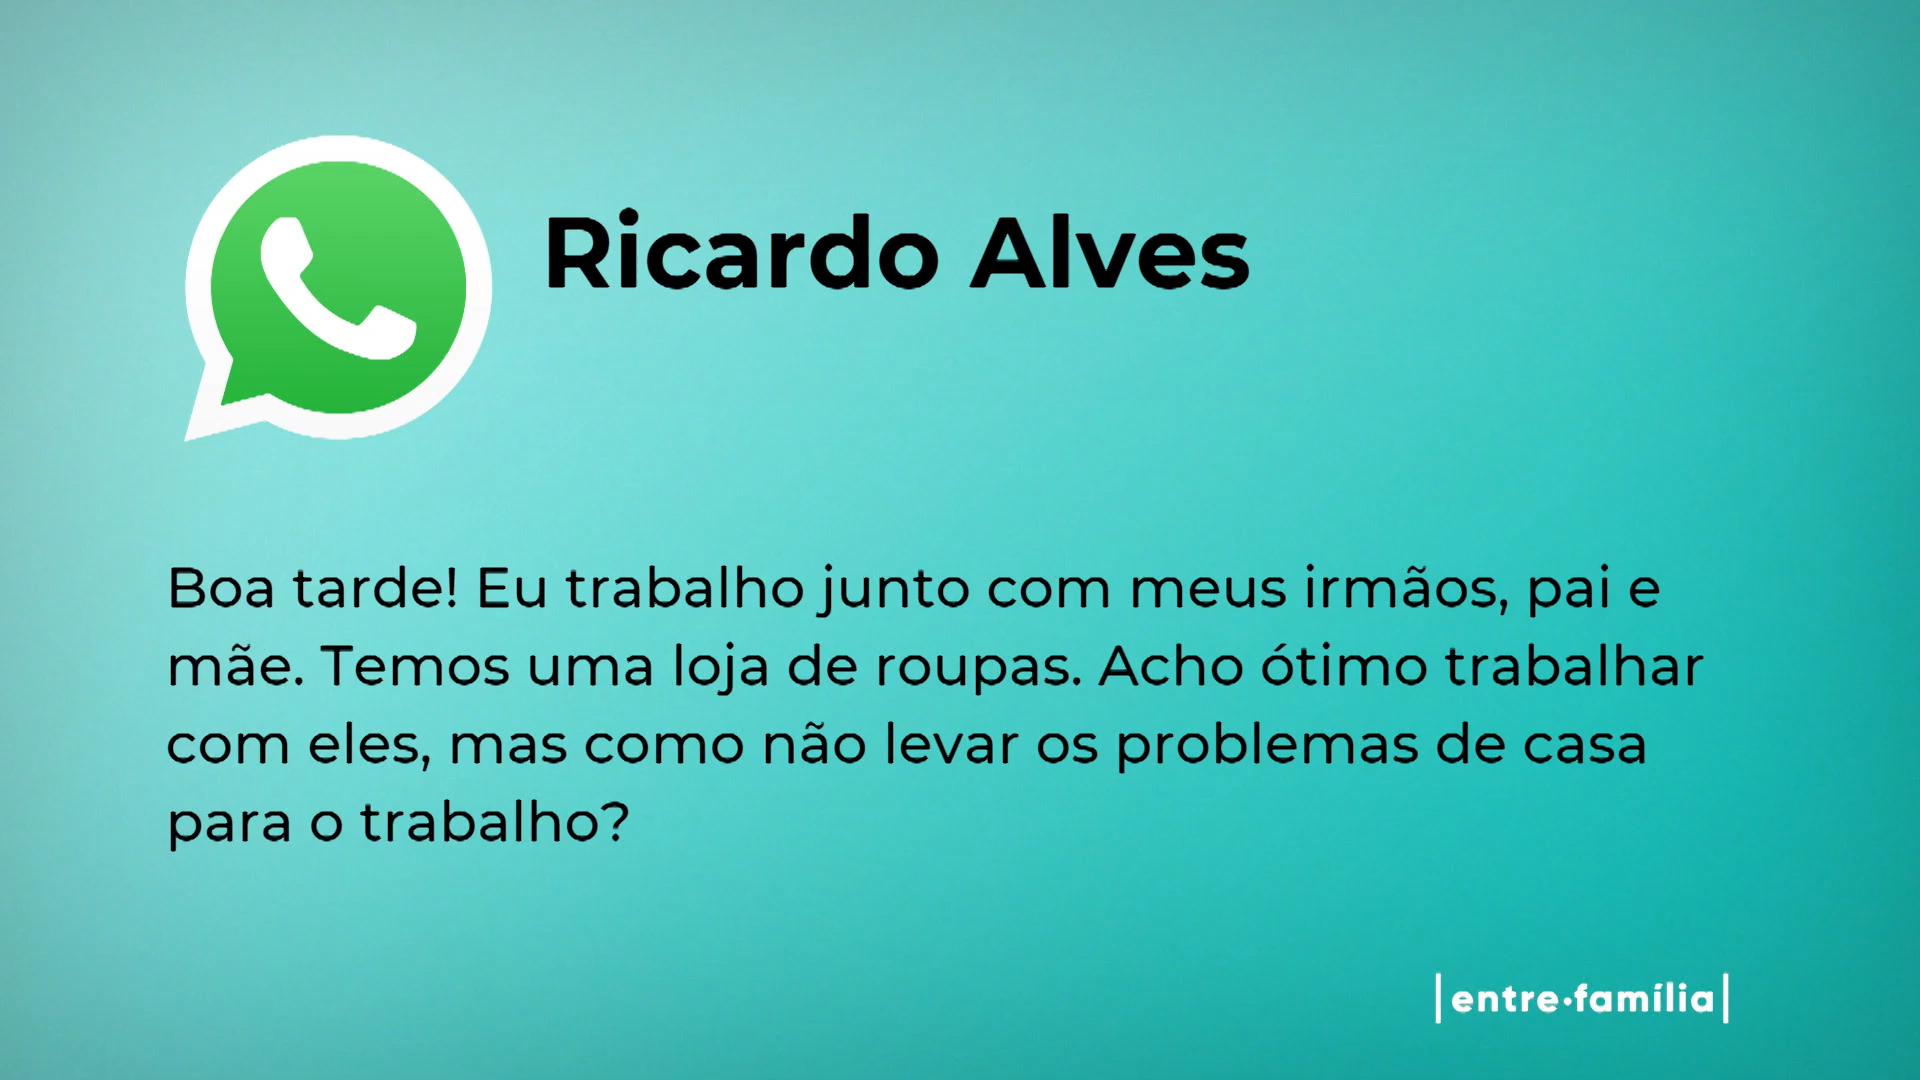 Ricardo Alves
Boa tarde! Eu trabalho junto com meus irmãos, pai e
mãe. Temos uma loja de roupas. Acho ótimo trabalhar
com eles, mas como não levar os problemas de casa
para o trabalho?
|entre•família|